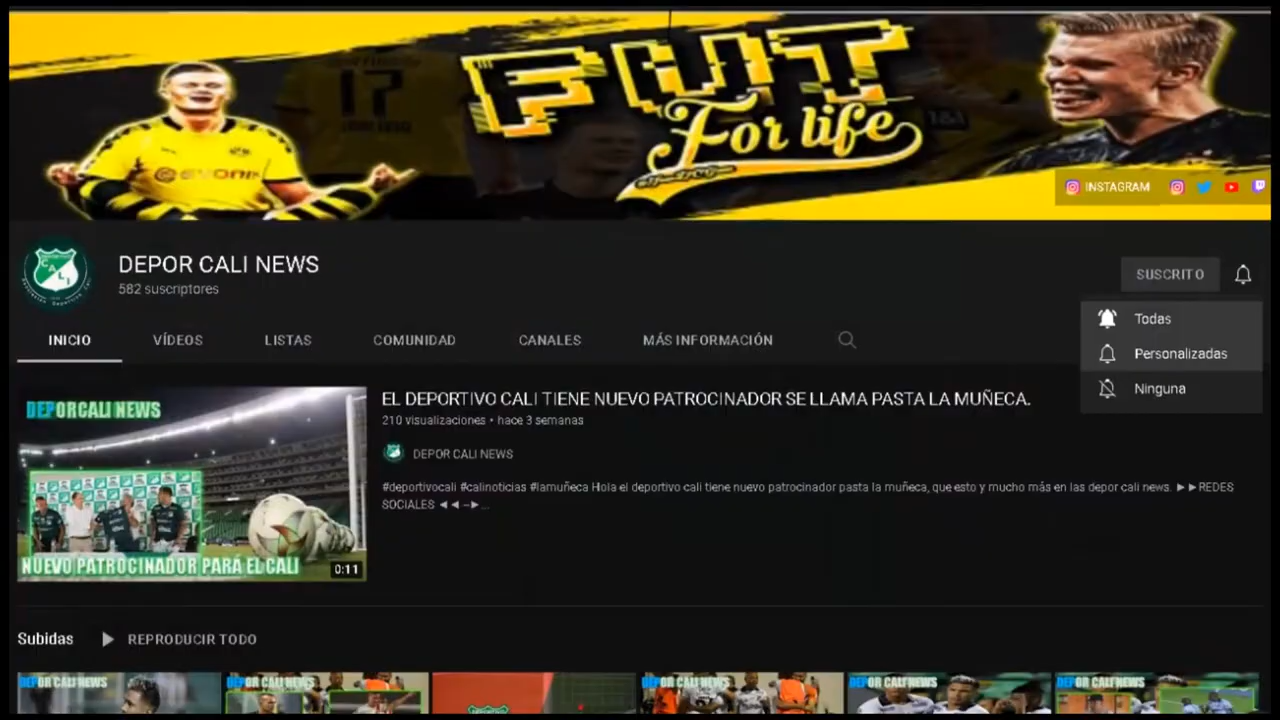 FUT
For life
17
EVONIK
INSTAGRAM
DEPOR CALI NEWS
582 suscriptores
SUSCRITO
Todas
Personalizadas
Ninguna
INICIO
VÍDEOS
LISTAS
COMUNIDAD
CANALES
MÁS INFORMACIÓN
DEPORCALI NEWS
NUEVO PATROCINADOR PARÁ EL CALI
0:11
EL DEPORTIVO CALI TIENE NUEVO PATROCINADOR SE LLAMA PASTA LA MUÑECA.
210 visualizaciones • hace 3 semanas
DEPOR CALI NEWS
#deportivocali #calinoticias #lamuñeca Hola el deportivo cali tiene nuevo patrocinador pasta la muñeca, que esto y mucho más en las depor cali news. ►►REDES
SOCIALES ◄◄ –►...
Subidas
REPRODUCIR TODO
DEPOR CALI NEWS
DEPOR CALI NEWS
DEPOR CALI NEWS
DEPOR CALI NEWS
DEPOR CALI NEWS